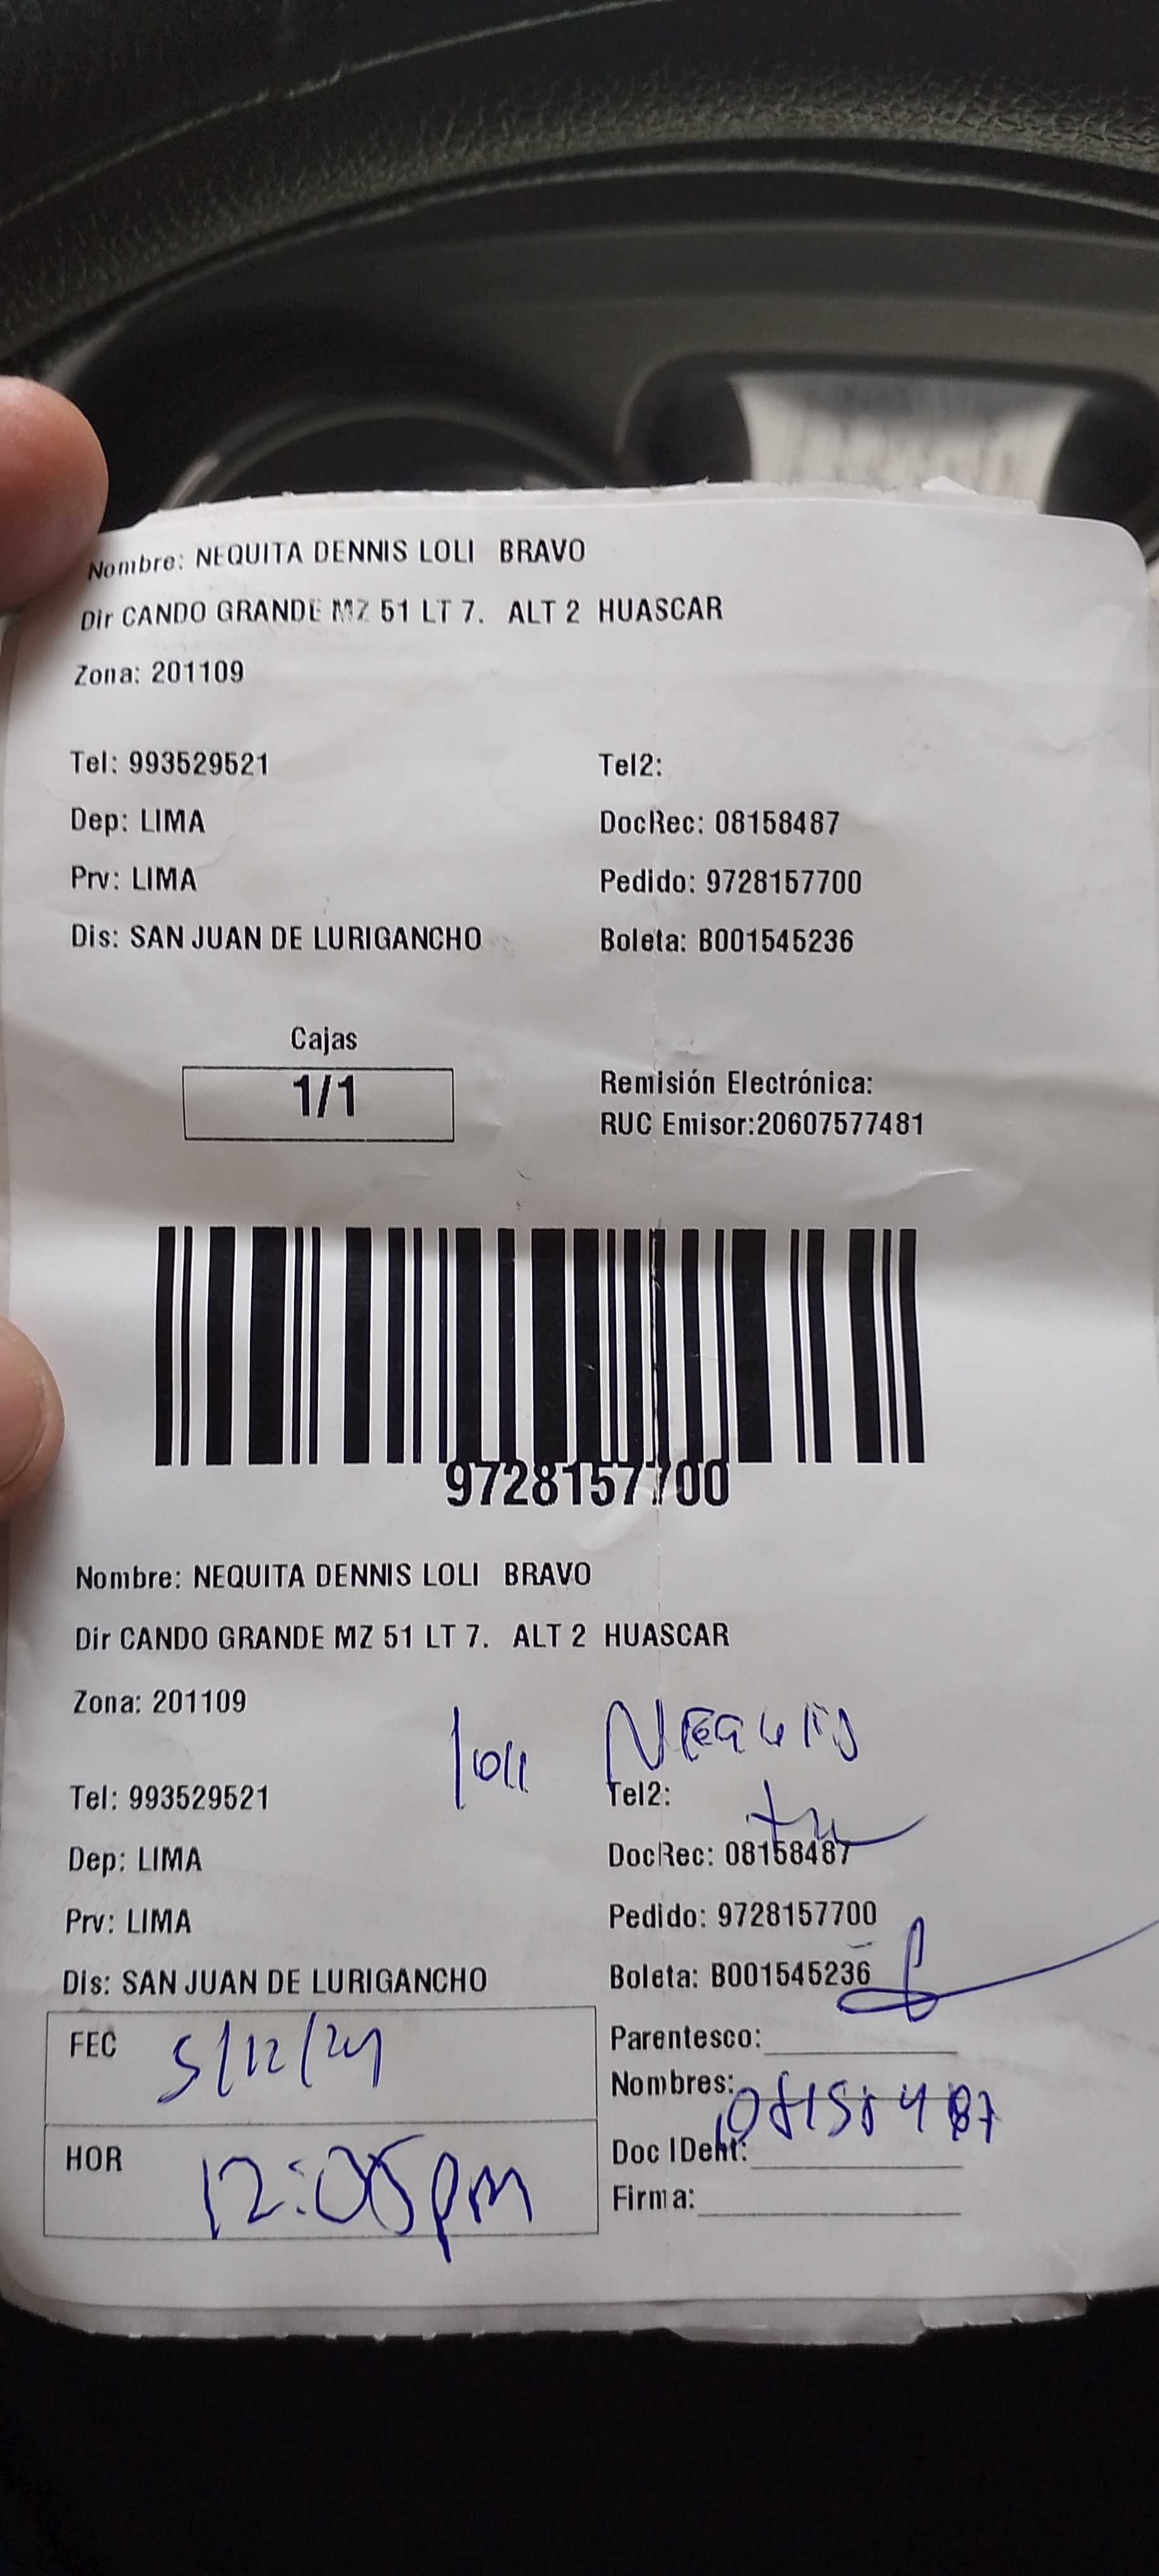 Nombre: NEQUITA DENNIS LOLI BRAVO
Dir CANDO GRANDE MZ 51 LT 7. ALT 2 HUASCAR
Zona: 201109
Tel: 993529521 Tel2:
Dep: LIMA DocRec: 08158487
Prv: LIMA Pedido: 9728157700
Dis: SAN JUAN DE LURIGANCHO Boleta: B001545236
Cajas
1/1
Remisión Electrónica:
RUC Emisor:20607577481
9728157700
Nombre: NEQUITA DENNIS LOLI BRAVO
Dir CANDO GRANDE MZ 51 LT 7. ALT 2 HUASCAR
Zona: 201109
loli
Tel: 993529521 Tel2:
Dep: LIMA DocRec: 08158487
Prv: LIMA Pedido: 9728157700
Dis: SAN JUAN DE LURIGANCHO Boleta: B001545236
FEC 5/12/24 Parentesco:
Nombres:
08158487
HOR 12:05pm Doc IDent:
Firma: